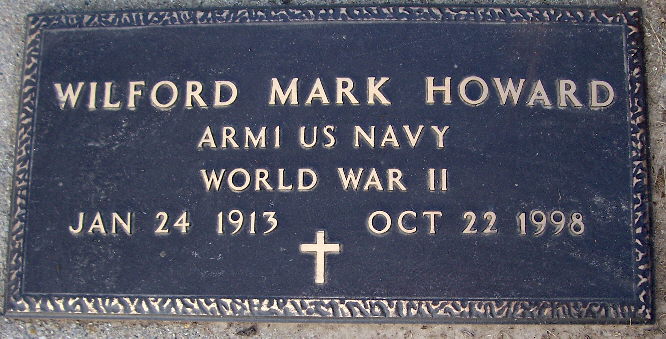 WILFORD MARK HOWARD
ARM1 US NAVY
WORLD WAR II
JAN 24 1913 OCT 22 1998